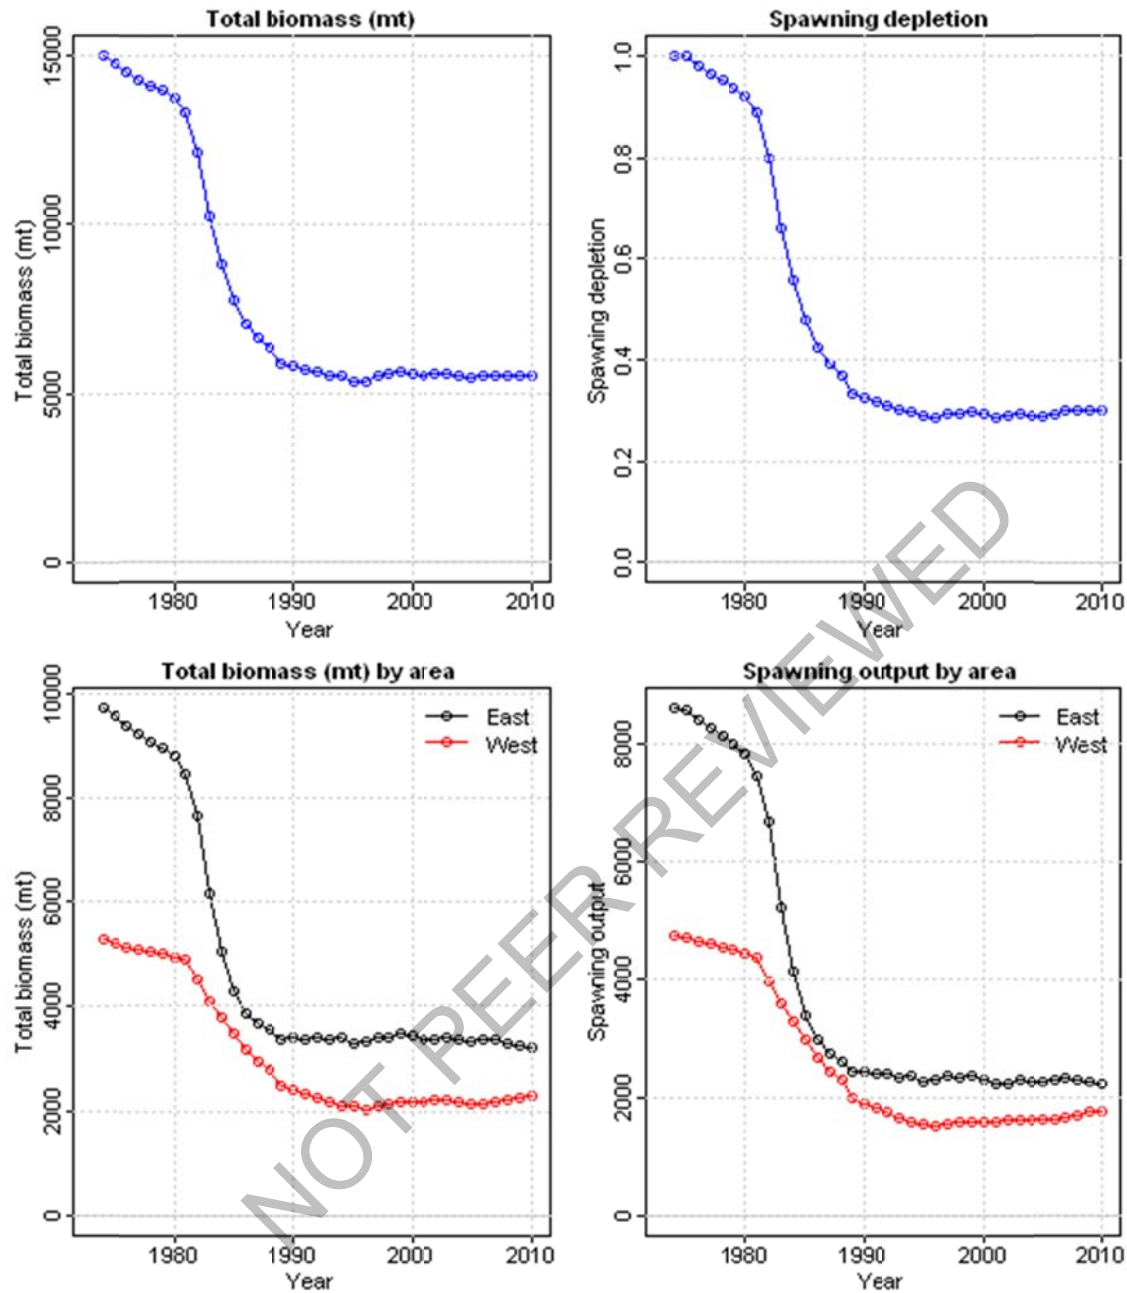 Total biomass (mt)
Total biomass (mt)
15000
10000
5000
0
1980 1990 2000 2010
Year
Spawning depletion
Spawning depletion
1.0
0.8
0.6
0.4
0.2
0.0
1980 1990 2000 2010
Year
Total biomass (mt) by area
Total biomass (mt)
10000
8000
6000
4000
2000
0
East
West
1980 1990 2000 2010
Year
Spawning output by area
Spawning output
8000
6000
4000
2000
0
East
West
1980 1990 2000 2010
Year
NOT PEER REVIEWED